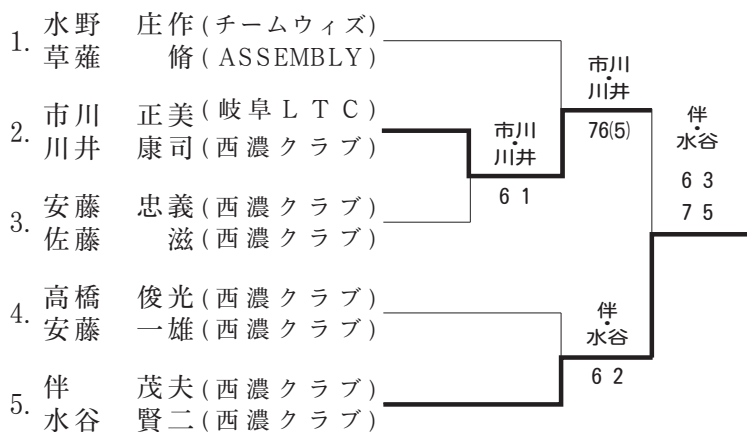 1. 水野　庄作(チームウィズ)
草薙　脩(ASSEMBLY)
2. 市川　正美(岐阜LTC)
川井　康司(西濃クラブ)
3. 安藤　忠義(西濃クラブ)
佐藤　滋(西濃クラブ)
4. 高橋　俊光(西濃クラブ)
安藤　一雄(西濃クラブ)
5. 伴　茂夫(西濃クラブ)
水谷　賢二(西濃クラブ)
市川・
川井
6 1
市川・
川井
76(5)
伴・
水谷
6 2
伴・
水谷
6 3
7 5